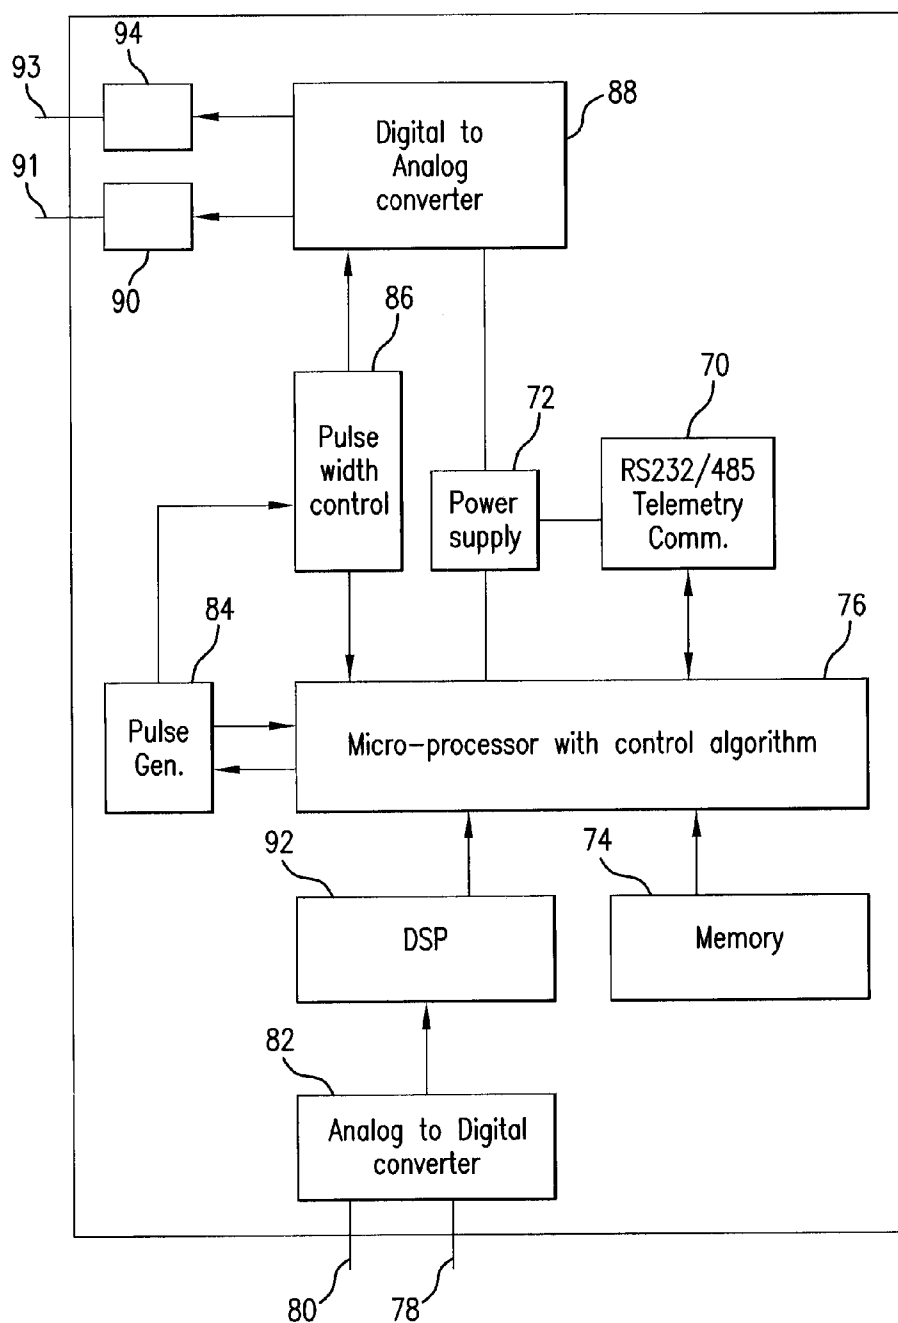 94
93
88
Digital to
Analog
converter
91
90
86
70
72
Pulse
width
control
RS232/485
Telemetry
Comm.
Power
supply
84
76
Pulse
Gen.
Micro-processor with control algorithm
92
74
DSP
Memory
82
Analog to Digital
converter
80
78